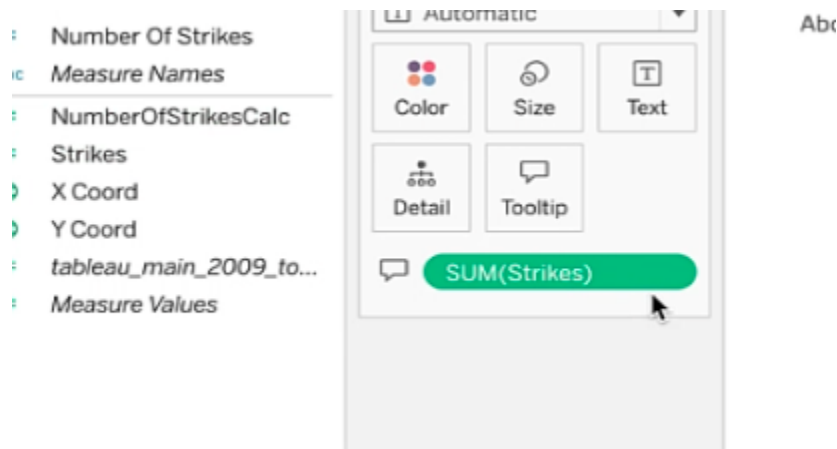 Number Of Strikes
Measure Names
NumberOfStrikesCalc
Strikes
X Coord
Y Coord
tableau_main_2009_to...
Measure Values
Automatic
Color
Size
T
Text
Detail
Tooltip
SUM(Strikes)